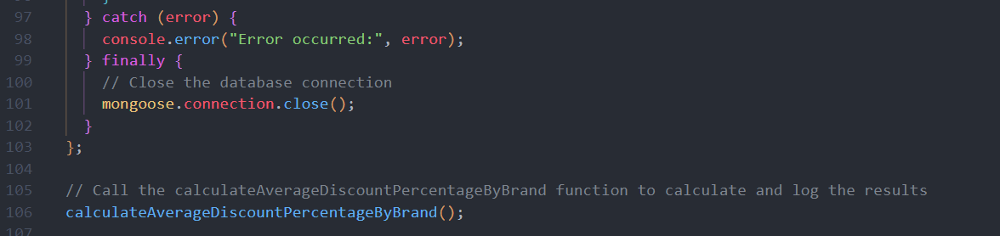 97 } catch (error) {
98 console.error("Error occurred:", error);
99 } finally {
100 // Close the database connection
101 mongoose.connection.close();
102 }
103 };
104
105 // Call the calculateAverageDiscountPercentageByBrand function to calculate and log the results
106 calculateAverageDiscountPercentageByBrand();
107